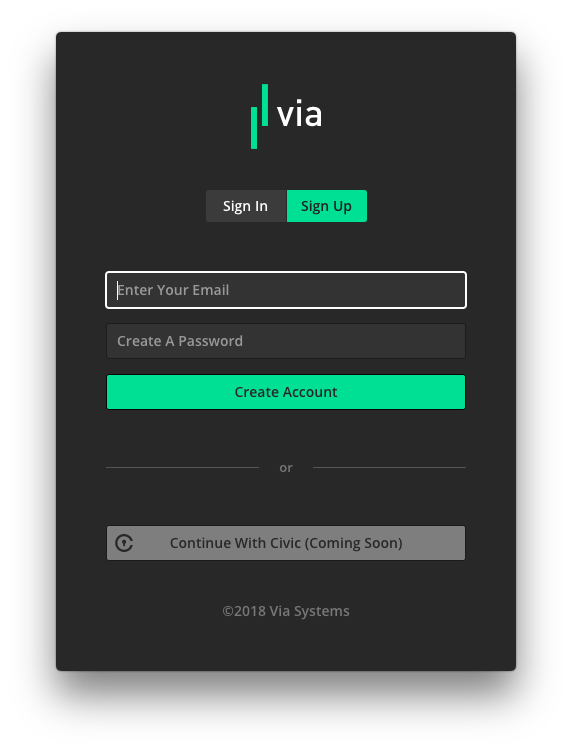 via
Sign In
Sign Up
Enter Your Email
Create A Password
Create Account
or
Continue With Civic (Coming Soon)
©2018 Via Systems